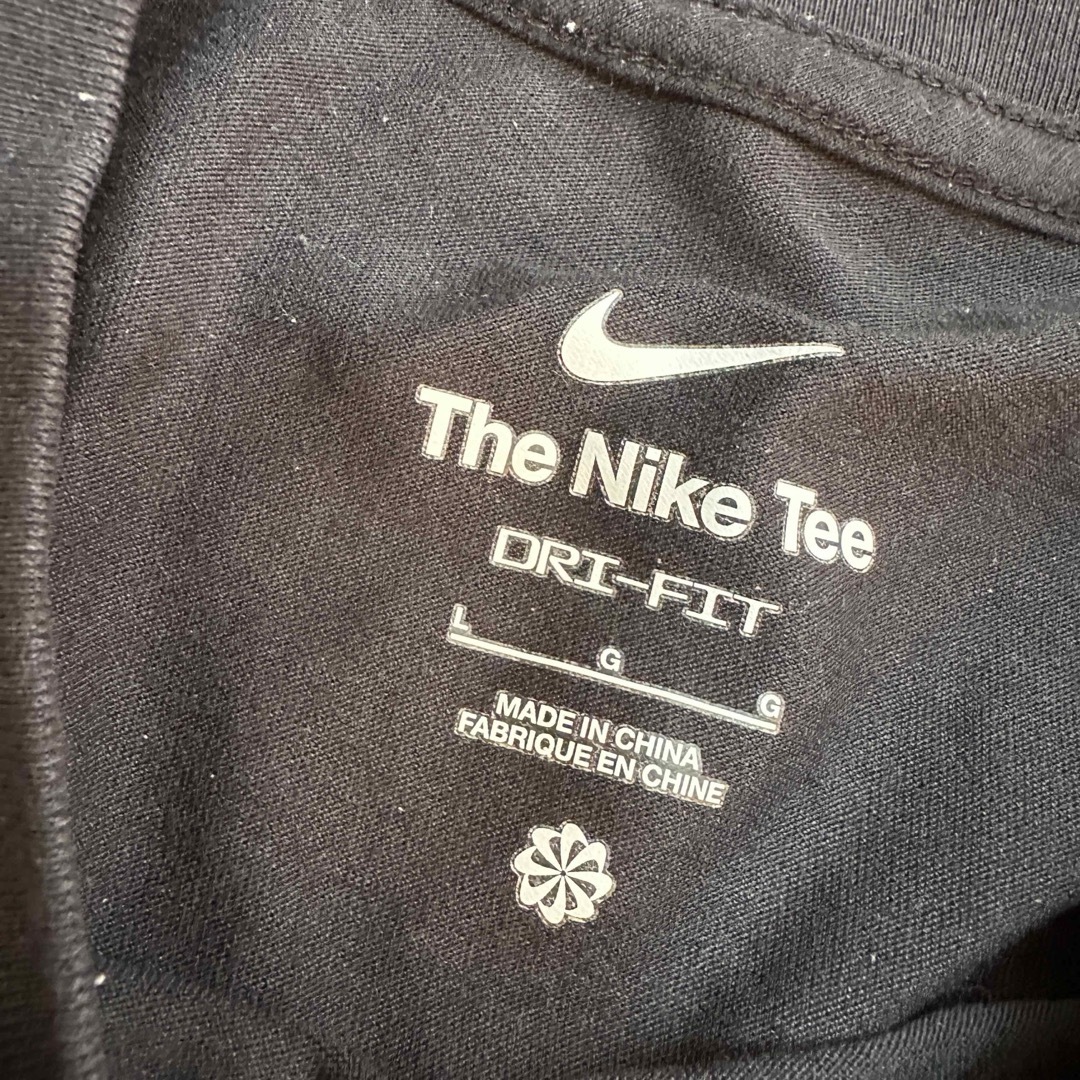 The Nike Tee
DRI-FIT
L G G
MADE IN CHINA
FABRIQUE EN CHINE